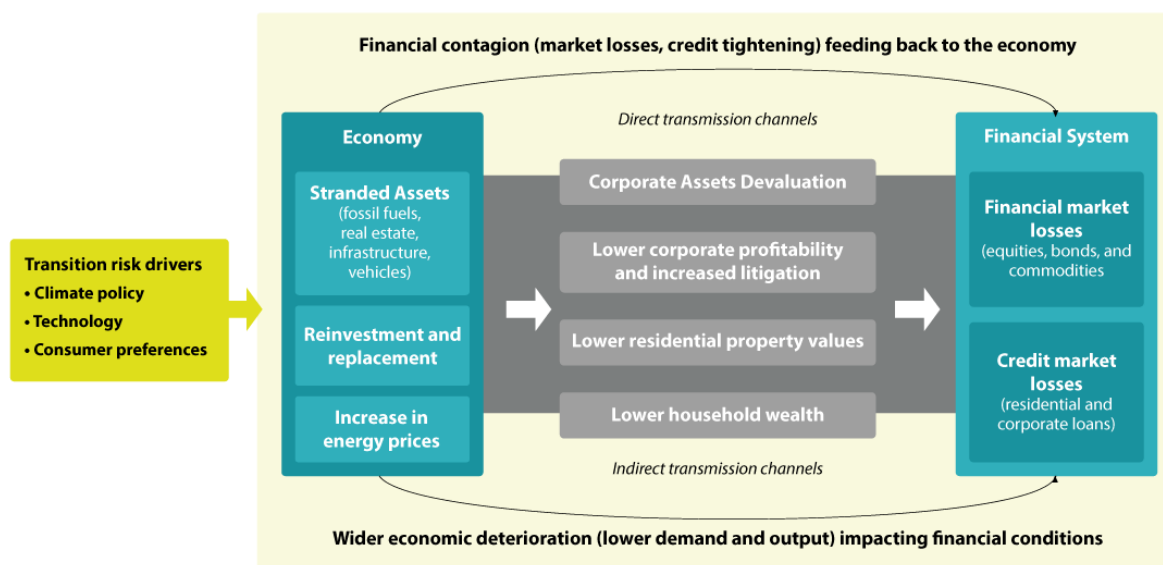 Financial contagion (market losses, credit tightening) feeding back to the economy
Direct transmission channels
Transition risk drivers
• Climate policy
• Technology
• Consumer preferences
Economy
Stranded Assets
(fossil fuels,
real estate,
infrastructure,
vehicles)
Reinvestment and
replacement
Increase in
energy prices
Corporate Assets Devaluation
Lower corporate profitability
and increased litigation
Lower residential property values
Lower household wealth
Financial System
Financial market
losses
(equities, bonds, and
commodities
Credit market
losses
(residential and
corporate loans)
Indirect transmission channels
Wider economic deterioration (lower demand and output) impacting financial conditions